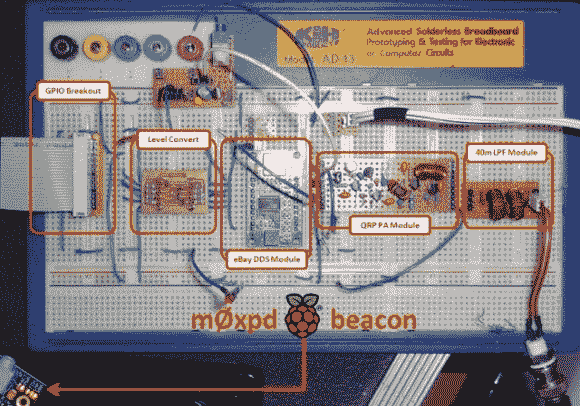 Advanced Solderless Breadboard
Prototyping & Testing for Electronic
or Computer Circuits
K&H
Model: AD-13
GPIO Breakout
Level Convert
40m LPF Module
QRP PA Module
eBay DDS Module
mØxpd beacon